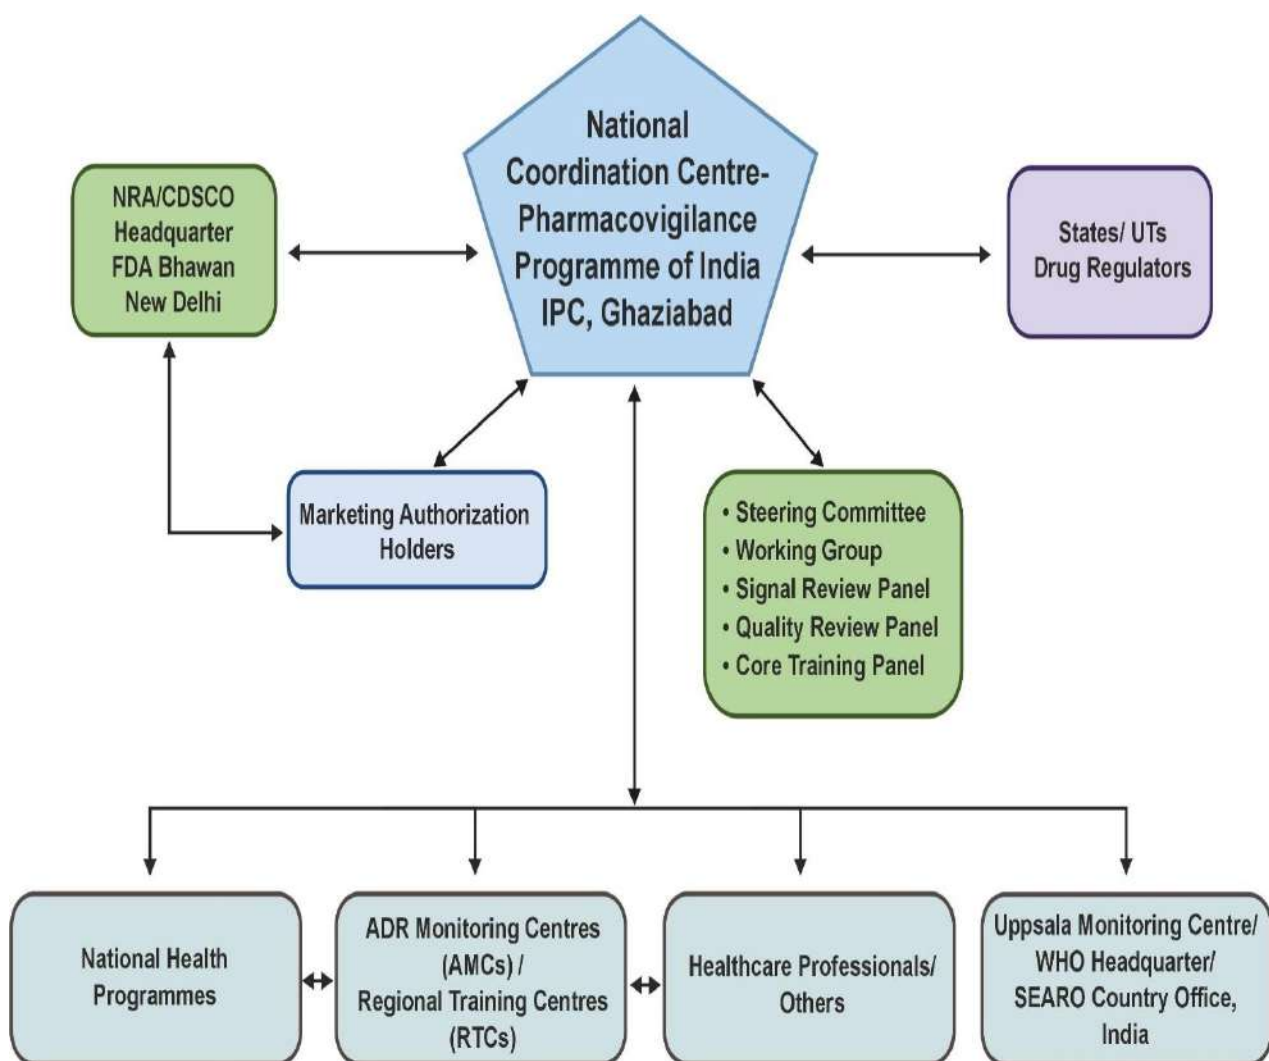 National
Coordination Centre-
Pharmacovigilance
Programme of India
IPC, Ghaziabad
NRA/CDSCO
Headquarter
FDA Bhawan
New Delhi
States/ UTs
Drug Regulators
Marketing Authorization
Holders
• Steering Committee
• Working Group
• Signal Review Panel
• Quality Review Panel
• Core Training Panel
National Health
Programmes
ADR Monitoring Centres
(AMCs) /
Regional Training Centres
(RTCs)
Healthcare Professionals/
Others
Uppsala Monitoring Centre/
WHO Headquarter/
SEARO Country Office,
India